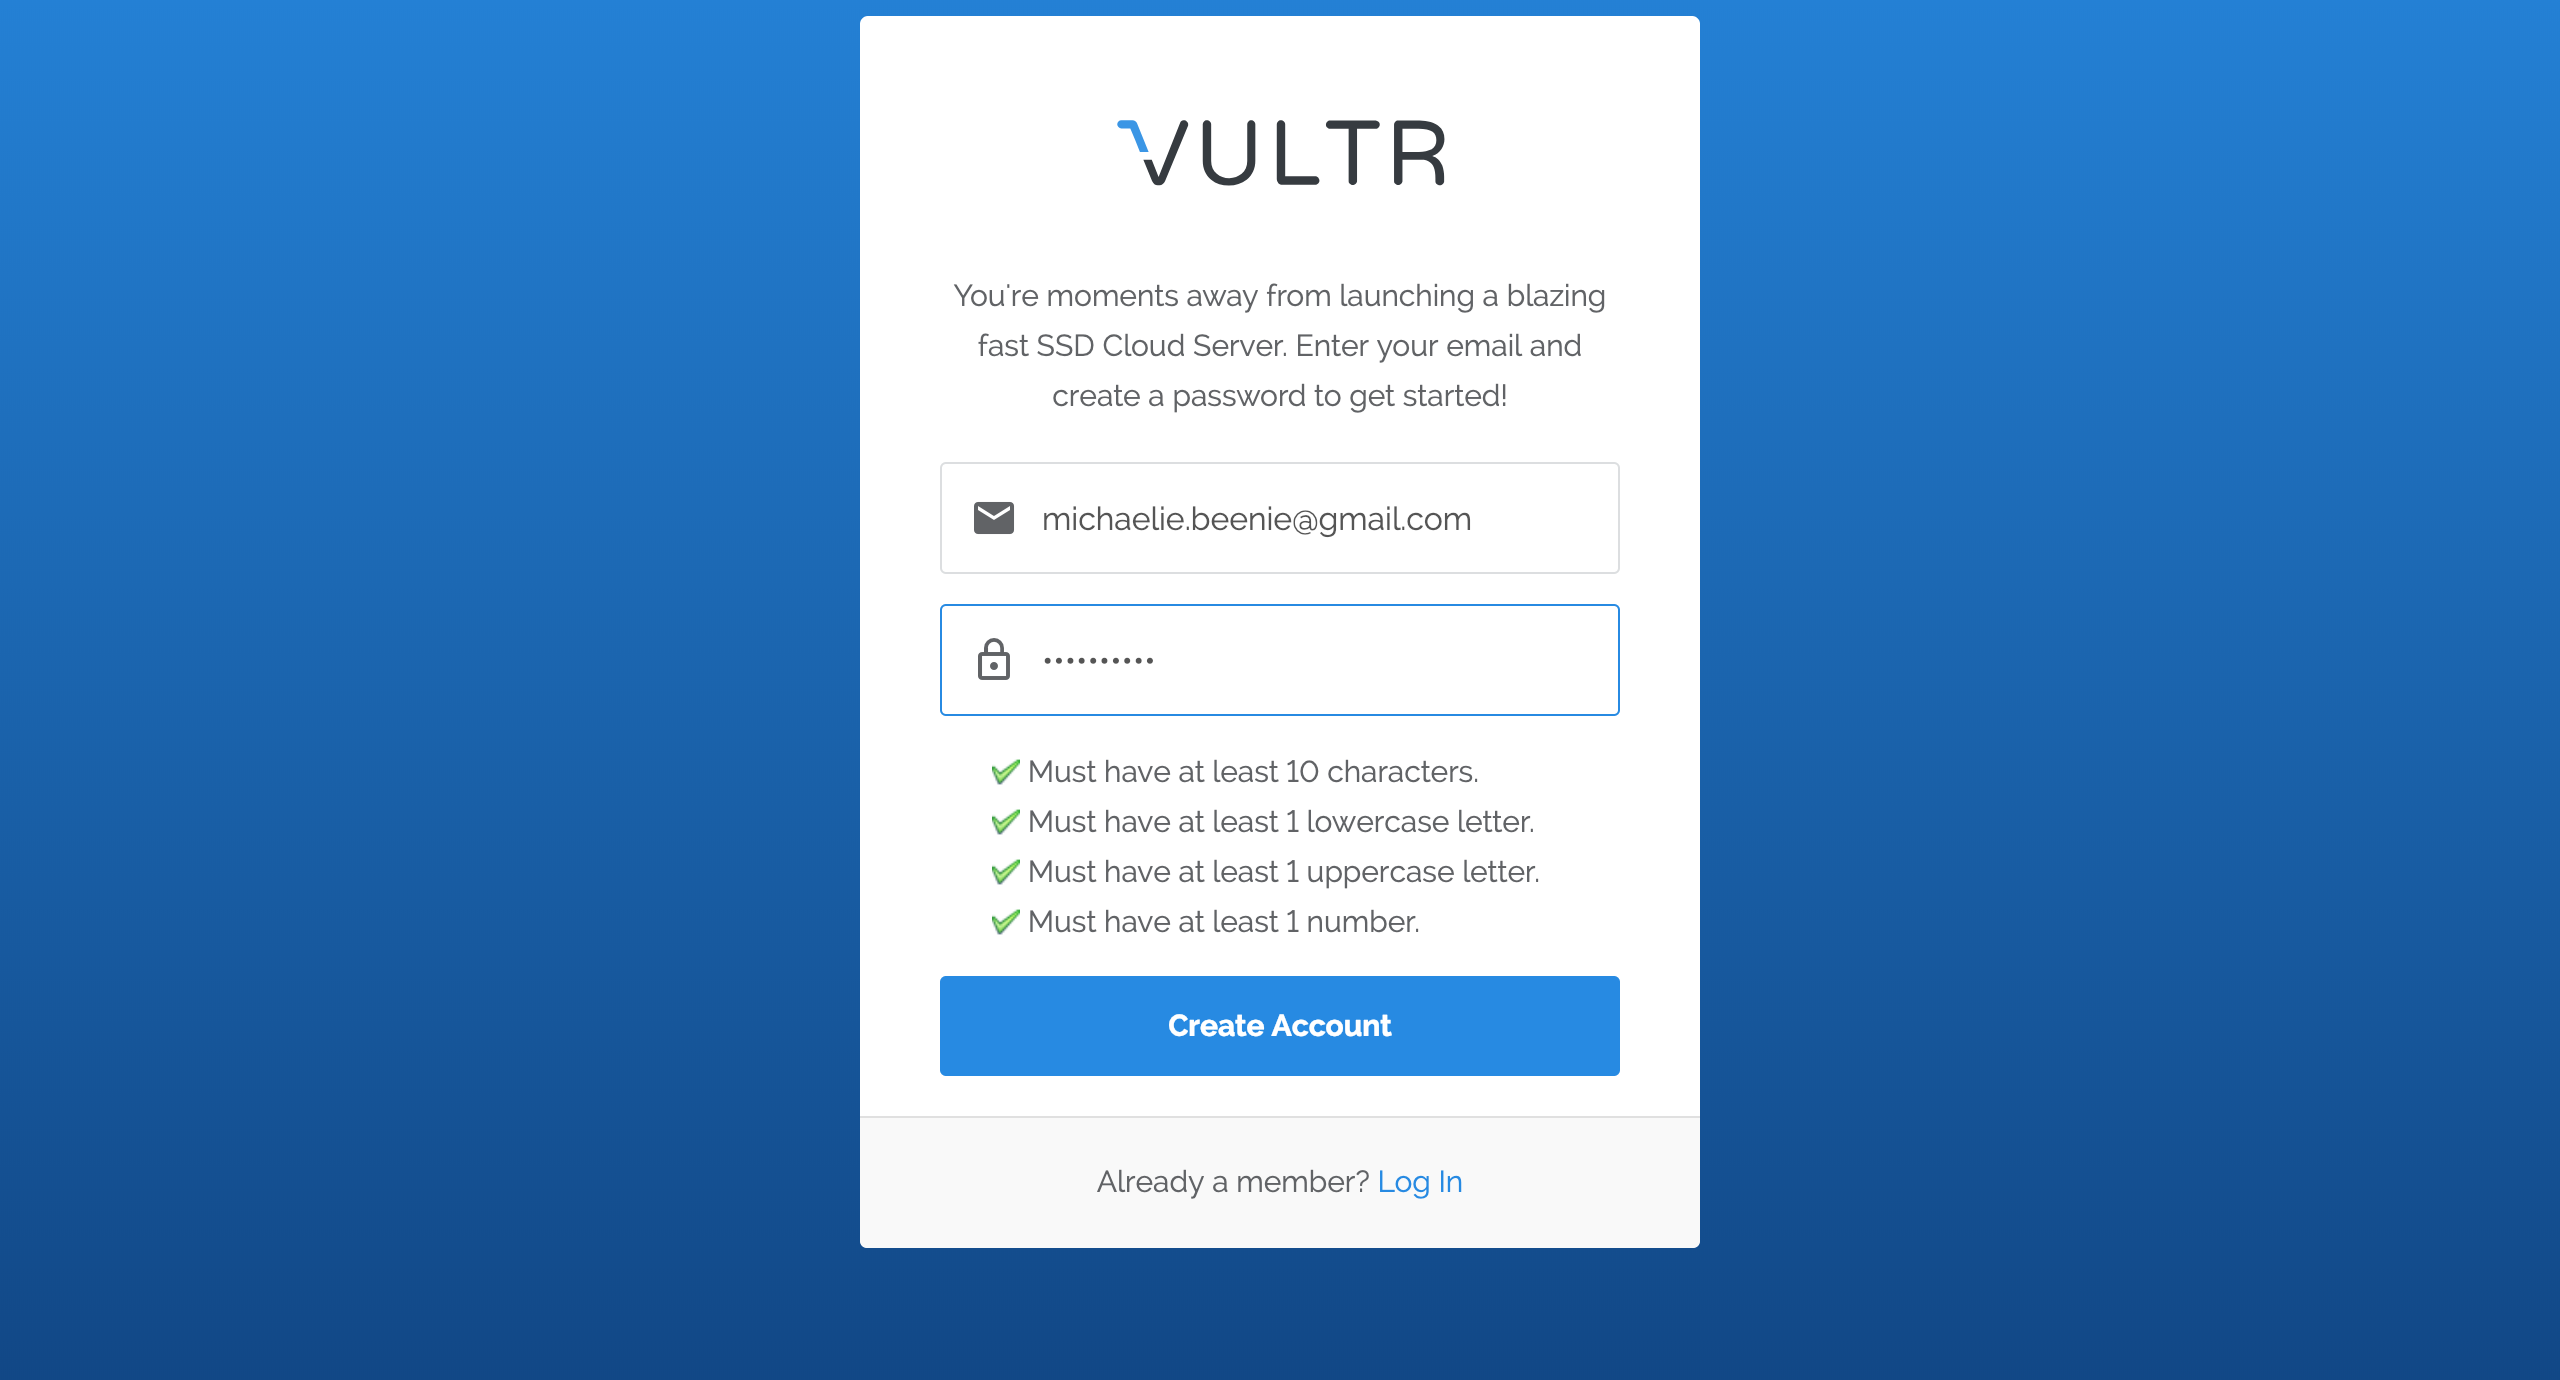 VULTR
You're moments away from launching a blazing
fast SSD Cloud Server. Enter your email and
create a password to get started!
michaelie.beenie@gmail.com
••••••••••
Must have at least 10 characters.
Must have at least 1 lowercase letter.
Must have at least 1 uppercase letter.
Must have at least 1 number.
Create Account
Already a member? Log In